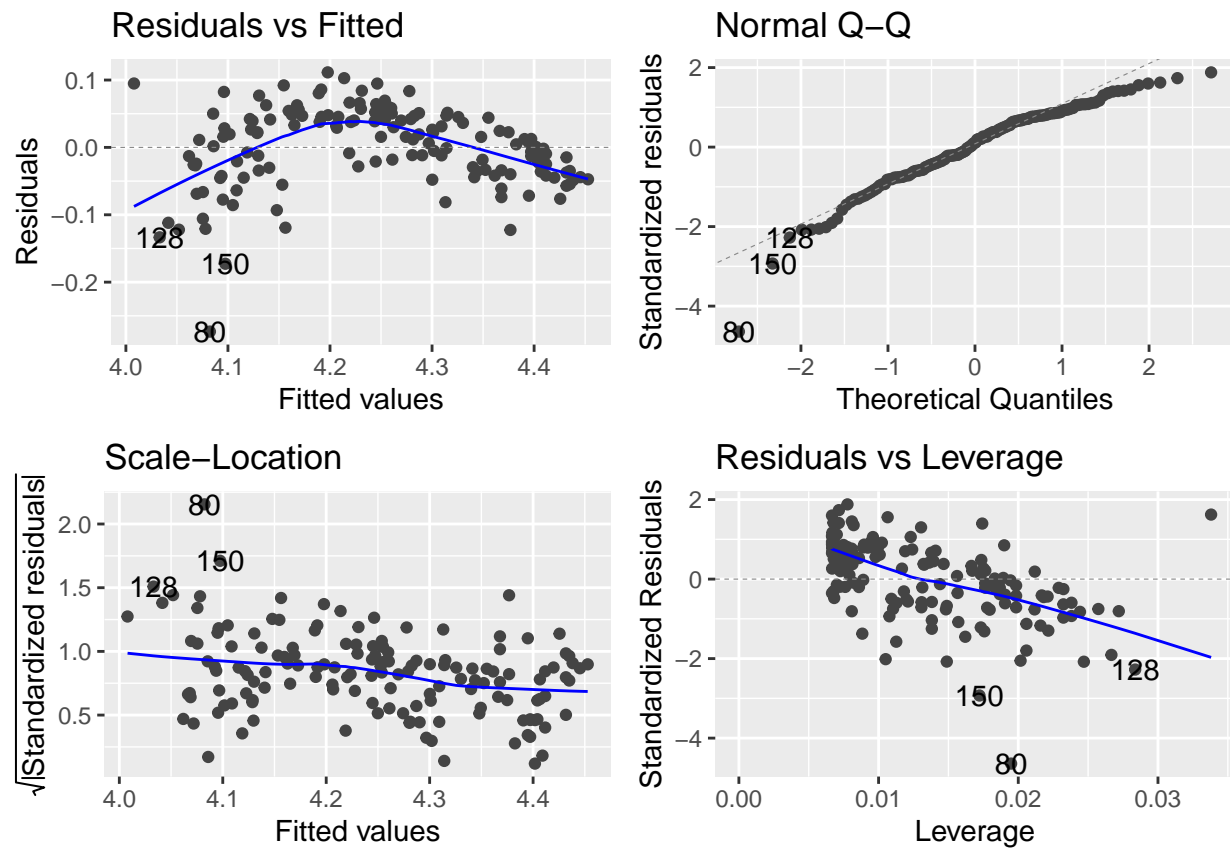 Residuals vs Fitted
0.1
0.0
−0.1
−0.2
Residuals
128
150
80
4.0 4.1 4.2 4.3 4.4
Fitted values
Normal Q−Q
2
0
−2
−4
Standardized residuals
128
150
80
−2 −1 0 1 2
Theoretical Quantiles
Scale−Location
2.0
1.5
1.0
0.5
√|Standardized residuals|
80
150
128
4.0 4.1 4.2 4.3 4.4
Fitted values
Residuals vs Leverage
2
0
−2
−4
Standardized Residuals
128
150
80
0.00 0.01 0.02 0.03
Leverage